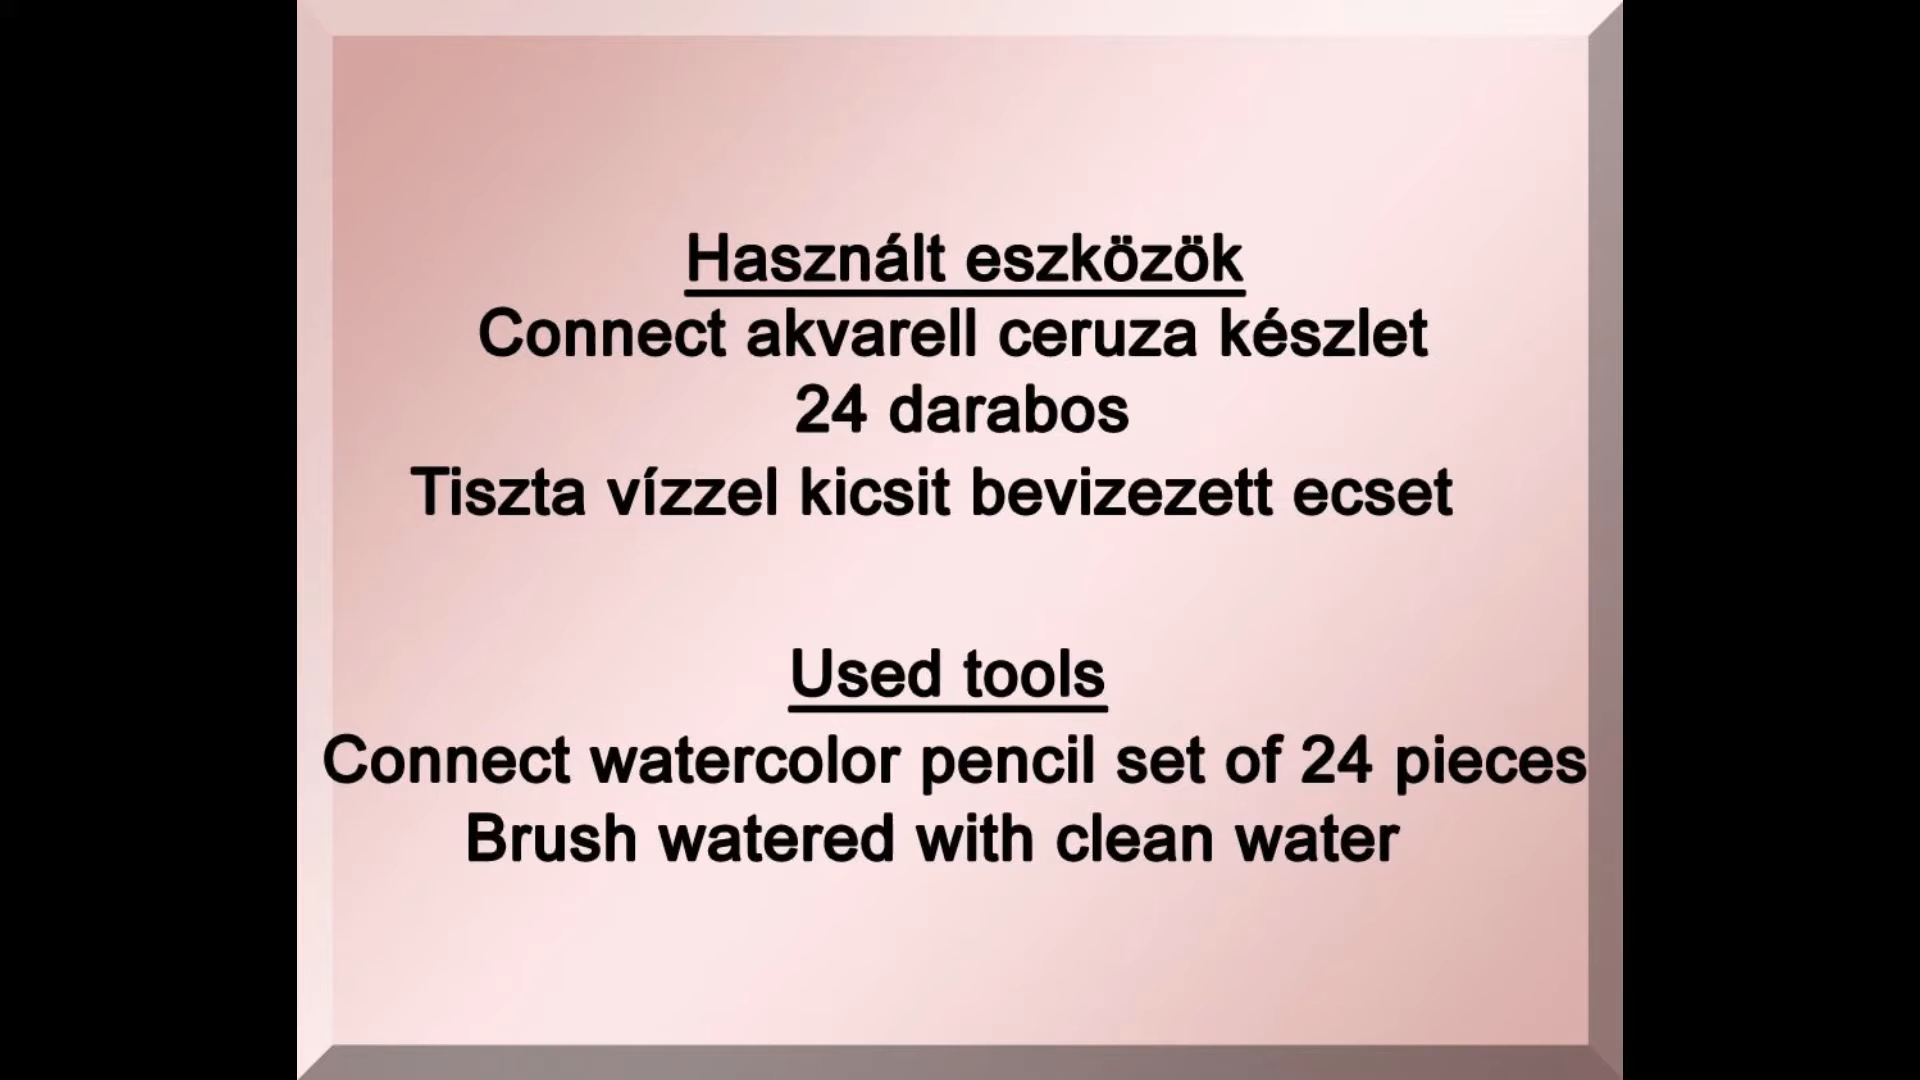 Használt eszközök
Connect akvarell ceruza készlet
24 darabos
Tiszta vízzel kicsit bevizezett ecset
Used tools
Connect watercolor pencil set of 24 pieces
Brush watered with clean water